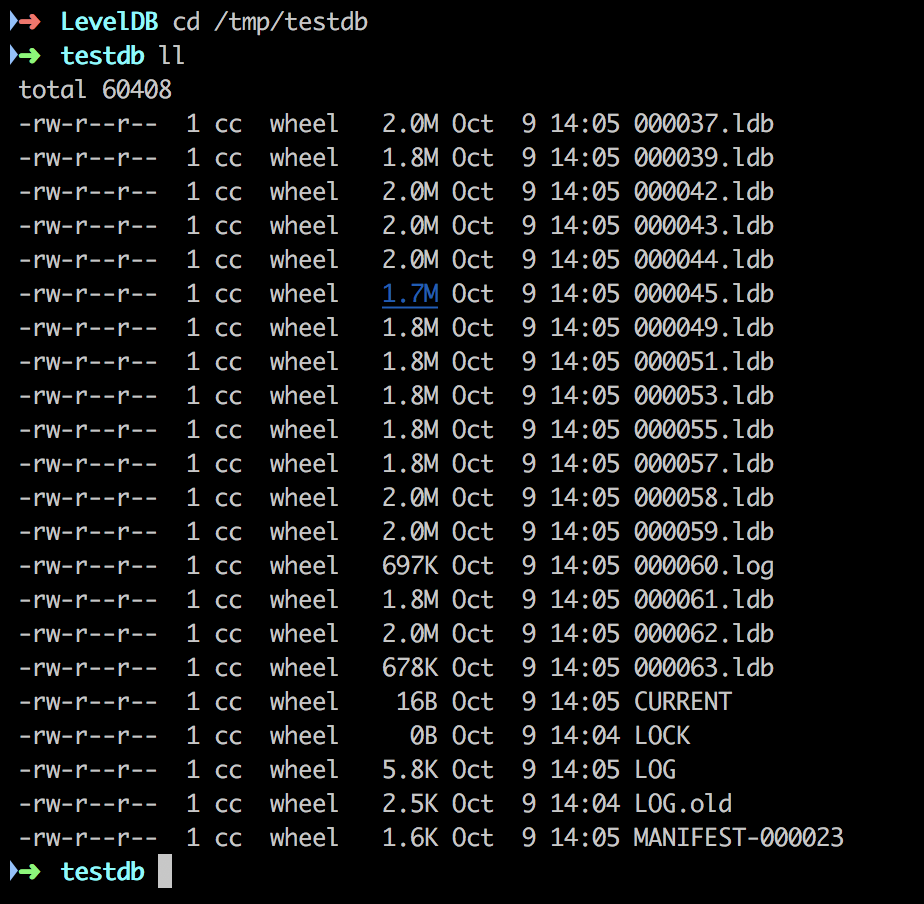 ➜ LevelDB cd /tmp/testdb
➜ testdb ll
total 60408
-rw-r--r--  1 cc  wheel   2.0M Oct  9 14:05 000037.ldb
-rw-r--r--  1 cc  wheel   1.8M Oct  9 14:05 000039.ldb
-rw-r--r--  1 cc  wheel   2.0M Oct  9 14:05 000042.ldb
-rw-r--r--  1 cc  wheel   2.0M Oct  9 14:05 000043.ldb
-rw-r--r--  1 cc  wheel   2.0M Oct  9 14:05 000044.ldb
-rw-r--r--  1 cc  wheel   1.7M Oct  9 14:05 000045.ldb
-rw-r--r--  1 cc  wheel   1.8M Oct  9 14:05 000049.ldb
-rw-r--r--  1 cc  wheel   1.8M Oct  9 14:05 000051.ldb
-rw-r--r--  1 cc  wheel   1.8M Oct  9 14:05 000053.ldb
-rw-r--r--  1 cc  wheel   1.8M Oct  9 14:05 000055.ldb
-rw-r--r--  1 cc  wheel   1.8M Oct  9 14:05 000057.ldb
-rw-r--r--  1 cc  wheel   2.0M Oct  9 14:05 000058.ldb
-rw-r--r--  1 cc  wheel   2.0M Oct  9 14:05 000059.ldb
-rw-r--r--  1 cc  wheel   697K Oct  9 14:05 000060.log
-rw-r--r--  1 cc  wheel   1.8M Oct  9 14:05 000061.ldb
-rw-r--r--  1 cc  wheel   2.0M Oct  9 14:05 000062.ldb
-rw-r--r--  1 cc  wheel   678K Oct  9 14:05 000063.ldb
-rw-r--r--  1 cc  wheel    16B Oct  9 14:05 CURRENT
-rw-r--r--  1 cc  wheel     0B Oct  9 14:04 LOCK
-rw-r--r--  1 cc  wheel   5.8K Oct  9 14:05 LOG
-rw-r--r--  1 cc  wheel   2.5K Oct  9 14:04 LOG.old
-rw-r--r--  1 cc  wheel   1.6K Oct  9 14:05 MANIFEST-000023
➜ testdb